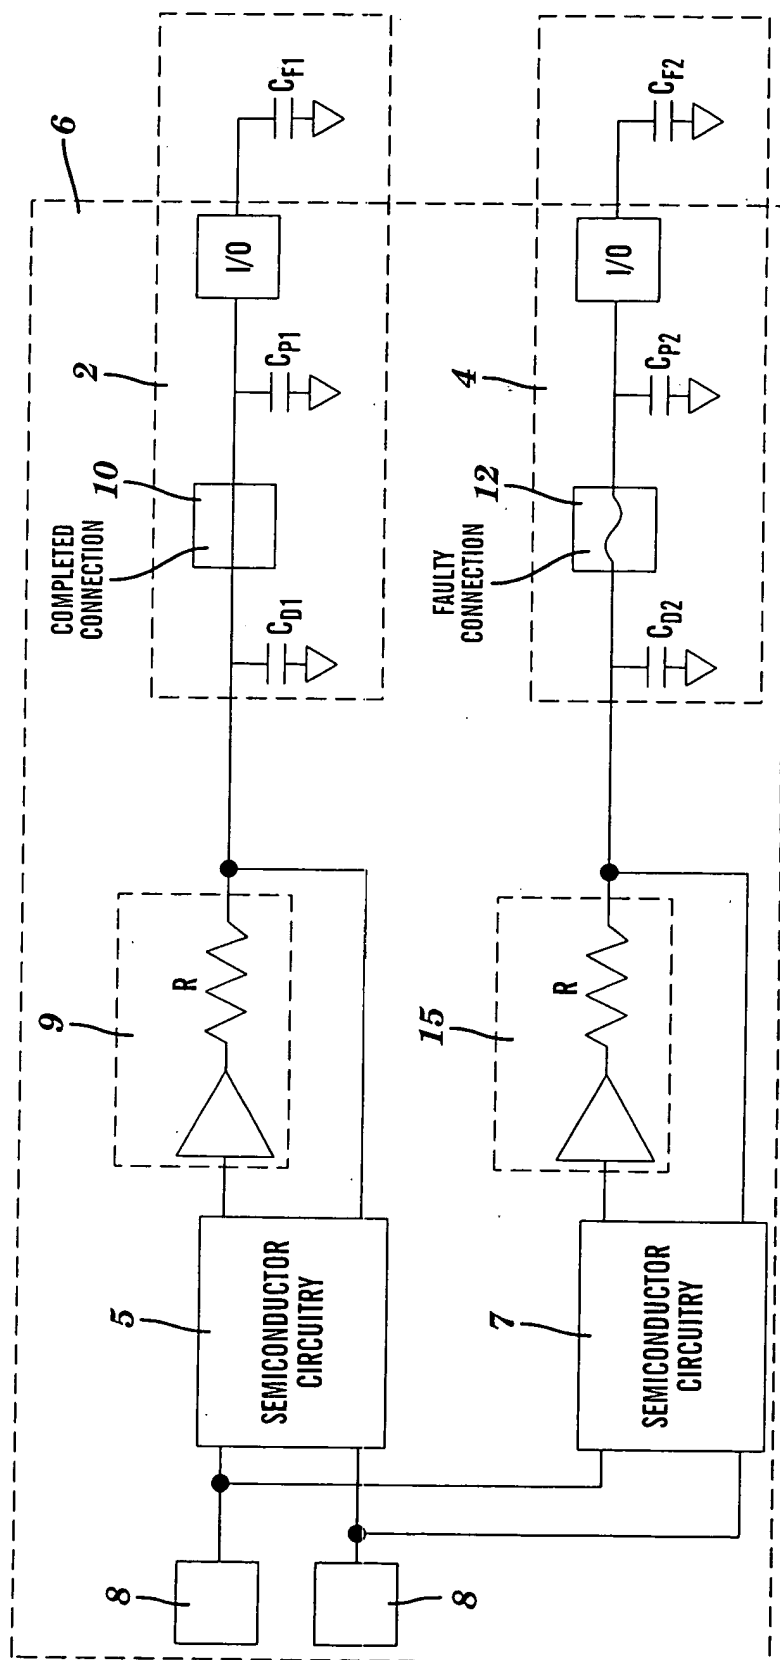 6
2
10
COMPLETED
CONNECTION
C_D1
C_P1
I/O
C_F1
9
R
5
SEMICONDUCTOR
CIRCUITRY
8
8
4
12
FAULTY
CONNECTION
C_D2
C_P2
I/O
C_F2
15
R
7
SEMICONDUCTOR
CIRCUITRY